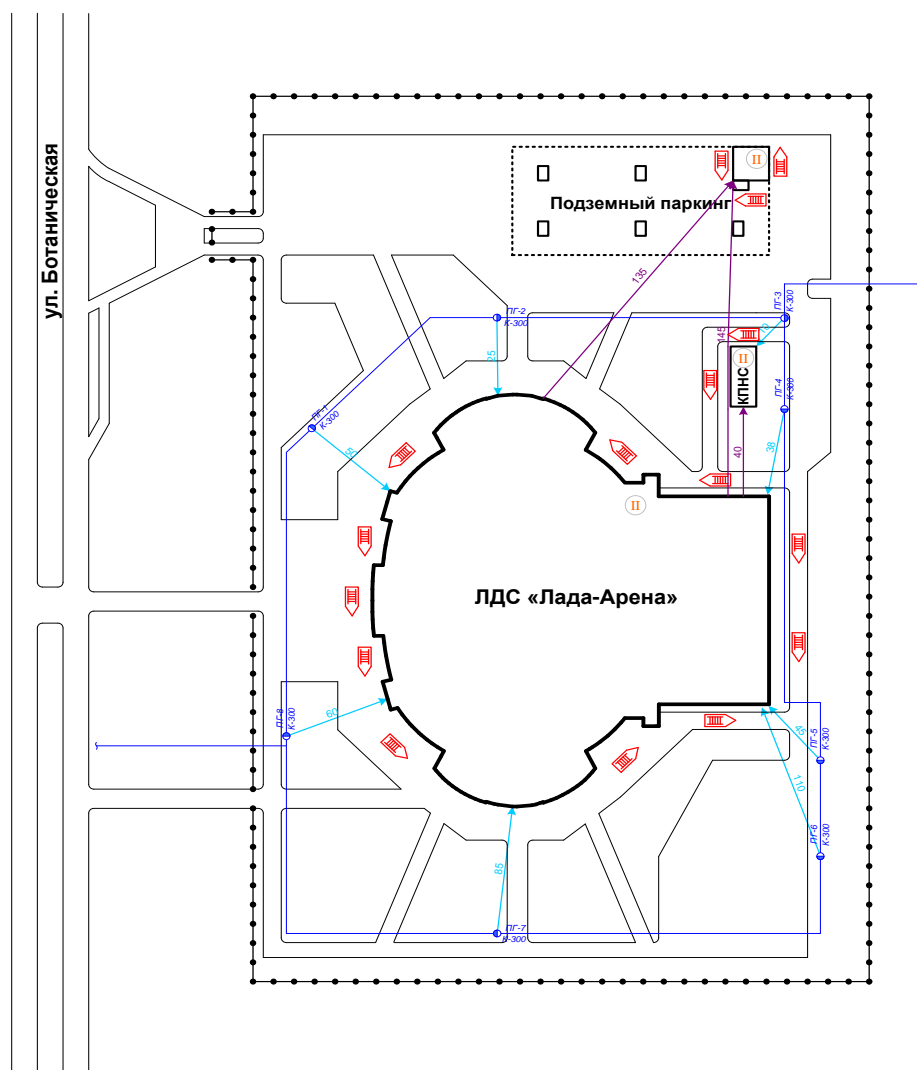 ул. Ботаническая
II
Подземный паркинг
135
145
ПГ-3
К-300
ПГ-2
К-300
10
II
КПНС
25
ПГ-4
К-300
ПГ-1
К-300
50
38
40
II
ЛДС «Лада-Арена»
60
ПГ-8
К-300
45
ПГ-5
К-300
110
ПГ-6
К-300
85
ПГ-7
К-300